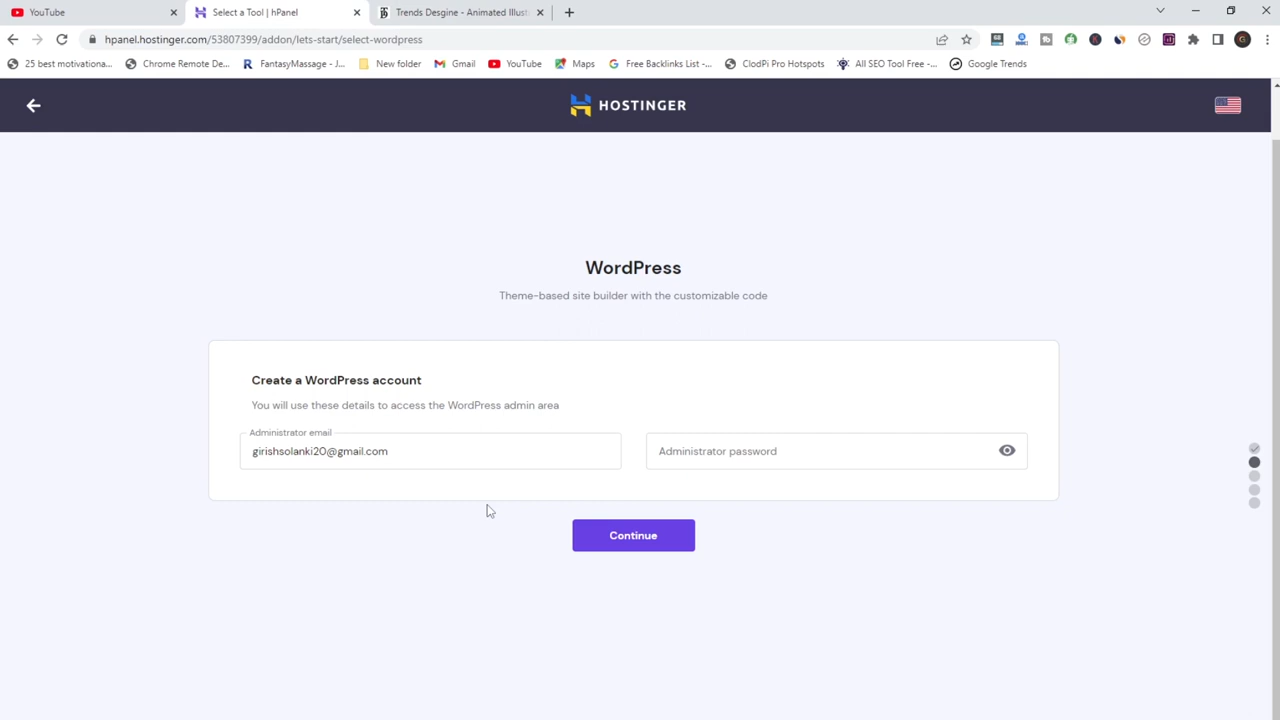 YouTube
Select a Tool | hPanel
Trends Desgine - Animated Illust
hpanel.hostinger.com/53807399/addon/lets-start/select-wordpress
25 best motivationa...
Chrome Remote De...
FantasyMassage - J...
New folder
Gmail
YouTube
Maps
Free Backlinks List -...
ClodPi Pro Hotspots
All SEO Tool Free -...
Google Trends
HOSTINGER
WordPress
Theme-based site builder with the customizable code
Create a WordPress account
You will use these details to access the WordPress admin area
Administrator email
girishsolanki20@gmail.com
Administrator password
Continue